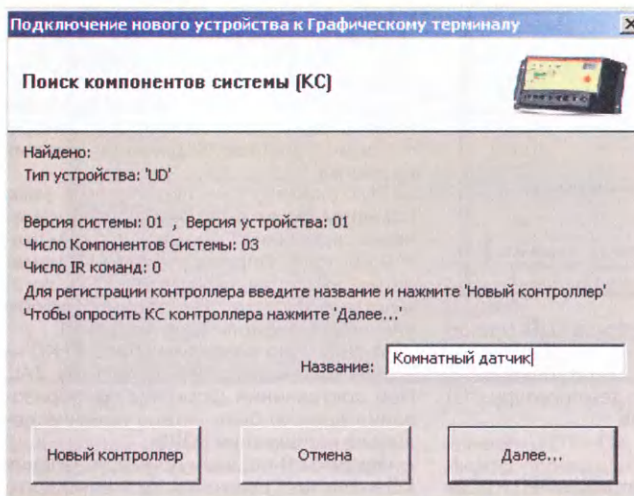 Подключение нового устройства к Графическому терминалу
Поиск компонентов системы (КС)
Найдено:
Тип устройства: 'UD'
Версия системы: 01 , Версия устройства: 01
Число Компонентов Системы: 03
Число IR команд: 0
Для регистрации контроллера введите название и нажмите 'Новый контроллер'
Чтобы опросить КС контроллера нажмите 'Далее...'
Название: Комнатный датчик
Новый контроллер Отмена Далее...